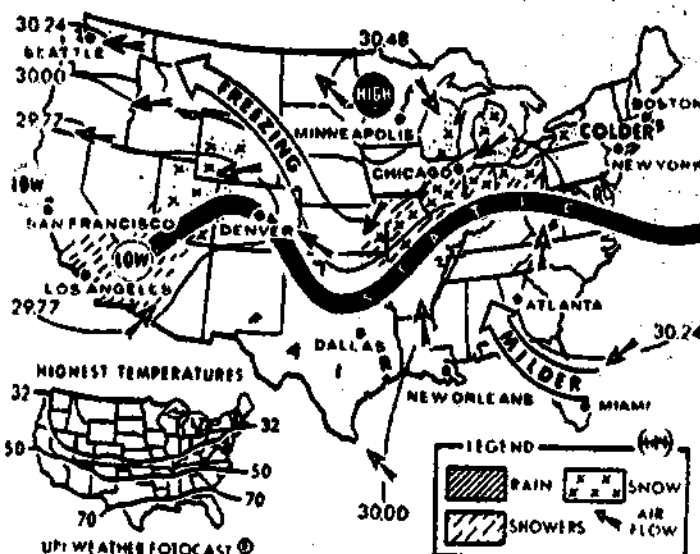 30.24
SEATTLE
30.00
29.77
LOW
SAN FRANCISCO
LOW
LOS ANGELES
29.77
FREEZING
DENVER
30.48
HIGH
MINNEAPOLIS
CHICAGO
BOSTON
COLDER
NEW YORK
ATLANTA
30.24
MILDER
MIAMI
DALLAS
NEW ORLEANS
30.00
HIGHEST TEMPERATURES
32
32
50
50
70
70
UPI WEATHER FOTOCAST ®
LEGEND
RAIN
SNOW
SHOWERS
AIR
FLOW